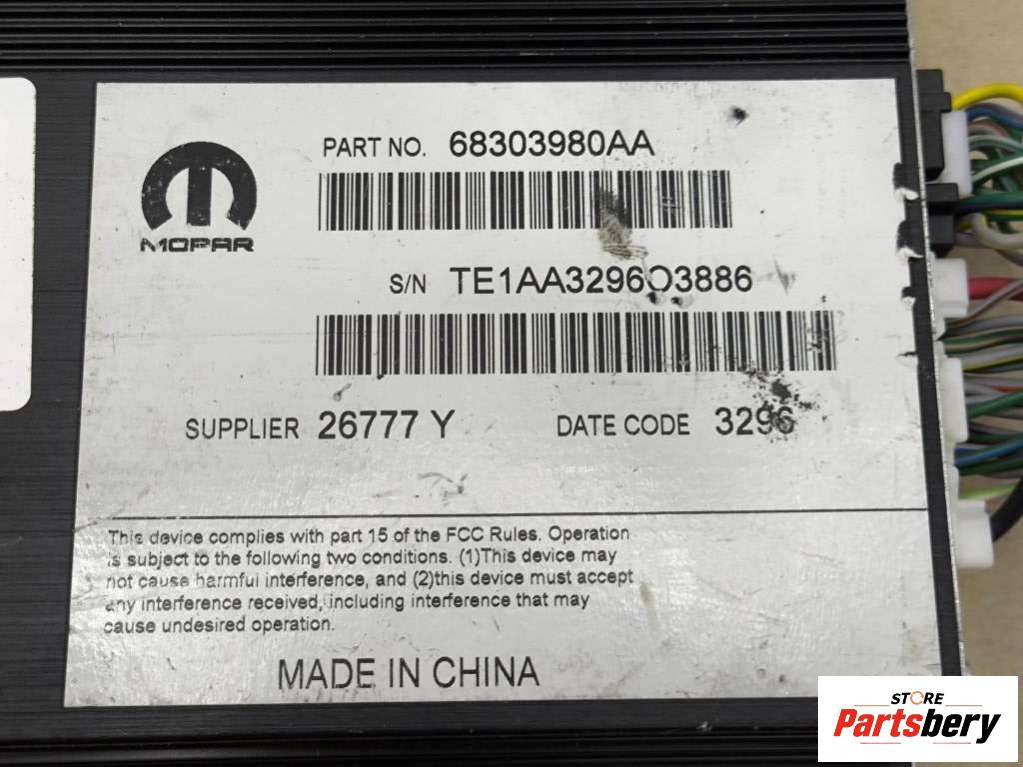 PART NO. 68303980AA
MOPAR
S/N TE1AA3296O3886
SUPPLIER 26777 Y DATE CODE 3296
This device complies with part 15 of the FCC Rules. Operation
is subject to the following two conditions. (1)This device may
not cause harmful interference, and (2)this device must accept
any interference received, including interference that may
cause undesired operation.
MADE IN CHINA
STORE
Partsbery